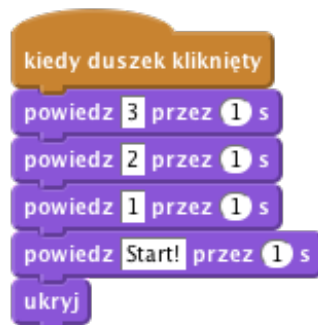 kiedy duszek kliknięty
powiedz 3 przez 1 s
powiedz 2 przez 1 s
powiedz 1 przez 1 s
powiedz Start! przez 1 s
ukryj